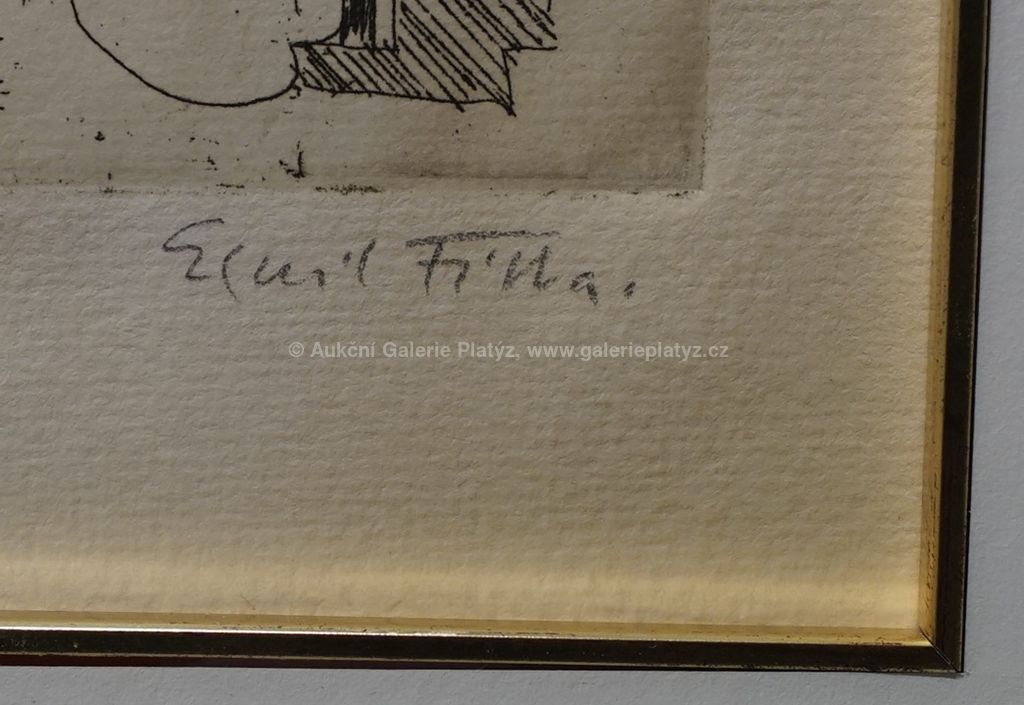 Emil Filla.
© Aukční Galerie Platýz, www.galerieplatyz.cz